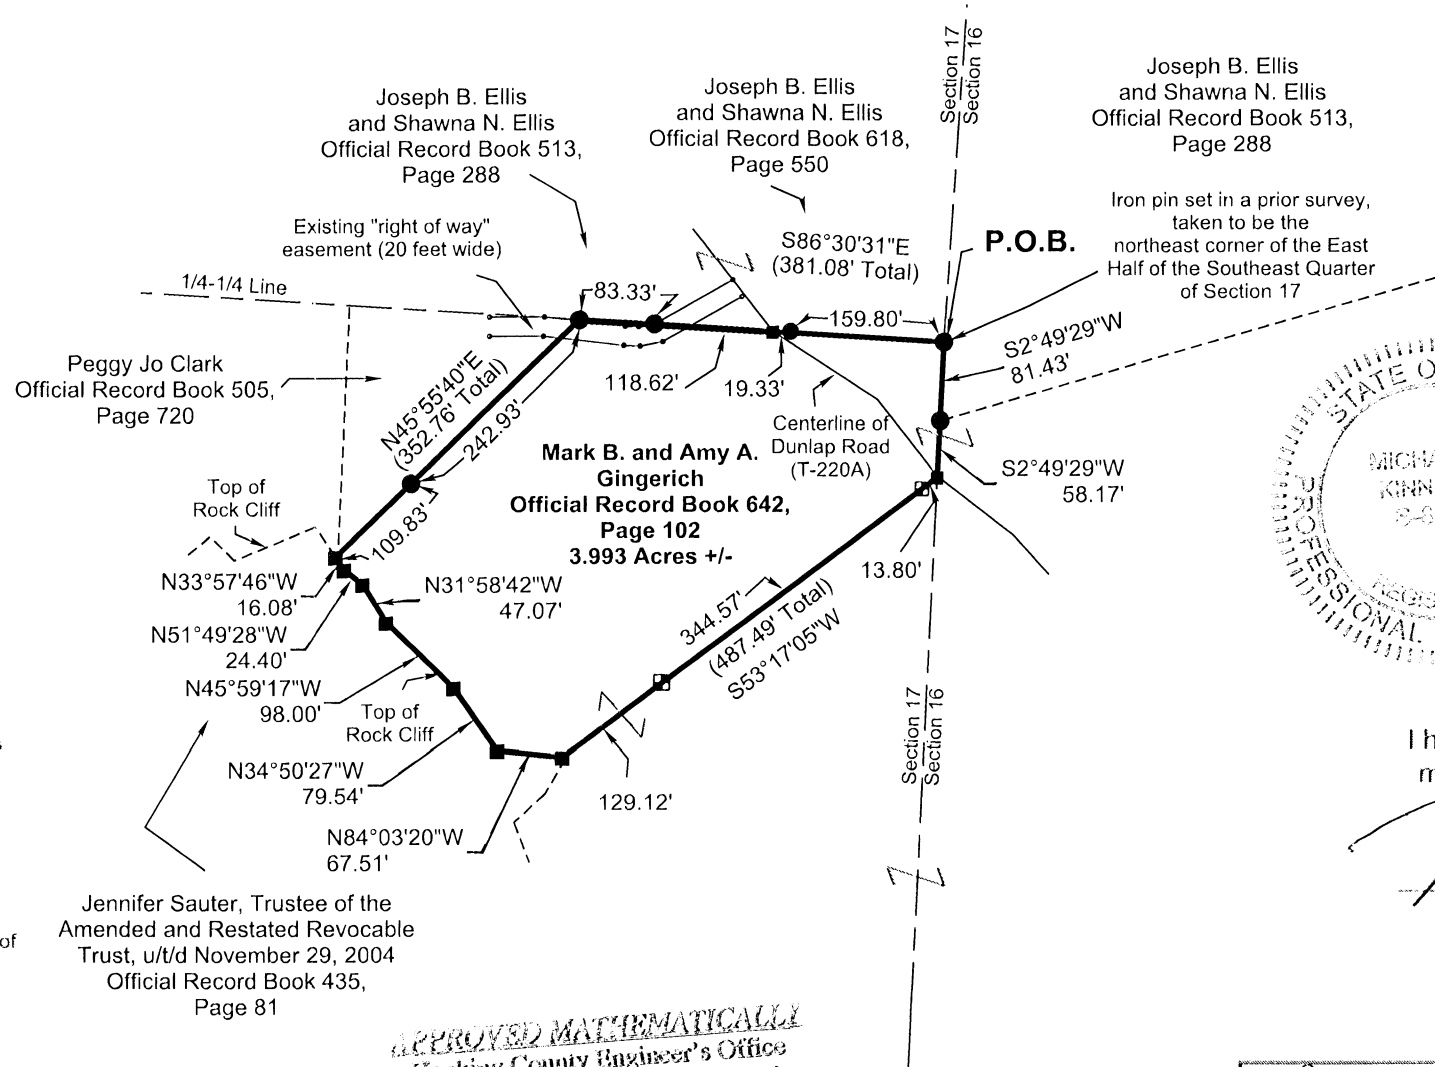 Section 17
Section 16
Joseph B. Ellis
and Shawna N. Ellis
Official Record Book 513,
Page 288
Joseph B. Ellis
and Shawna N. Ellis
Official Record Book 618,
Page 550
Joseph B. Ellis
and Shawna N. Ellis
Official Record Book 513,
Page 288
Existing "right of way"
easement (20 feet wide)
S86°30'31"E
(381.08' Total)
P.O.B.
Iron pin set in a prior survey,
taken to be the
northeast corner of the East
Half of the Southeast Quarter
of Section 17
1/4-1/4 Line
83.33'
159.80'
S2°49'29"W
81.43'
Peggy Jo Clark
Official Record Book 505,
Page 720
N45°55'40"E
(352.76' Total)
242.93'
118.62'
19.33'
Centerline of
Dunlap Road
(T-220A)
Mark B. and Amy A.
Gingerich
Official Record Book 642,
Page 102
3.993 Acres +/-
S2°49'29"W
58.17'
STATE O
PROFESSIONAL
Top of
Rock Cliff
109.83'
13.80'
N33°57'46"W
16.08'
N31°58'42"W
47.07'
N51°49'28"W
24.40'
344.57'
(487.49' Total)
S53°17'05"W
N45°59'17"W
98.00'
Top of
Rock Cliff
Section 17
Section 16
N34°50'27"W
79.54'
129.12'
N84°03'20"W
67.51'
I h
m
Jennifer Sauter, Trustee of the
Amended and Restated Revocable
Trust, u/t/d November 29, 2004
Official Record Book 435,
Page 81
of
APPROVED MATHEMATICALLY
County Engineer's Office